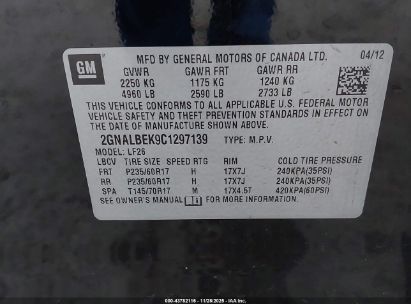 GM
MFD BY GENERAL MOTORS OF CANADA LTD. 04/12
GVWR GAWR FRT GAWR RR
2250 KG 1175 KG 1240 KG
4960 LB 2590 LB 2733 LB
THIS VEHICLE CONFORMS TO ALL APPLICABLE U.S. FEDERAL MOTOR
VEHICLE SAFETY, BUMPER, AND THEFT PREVENTION STANDARDS IN EFFECT ON THE
DATE OF MANUFACTURE SHOWN ABOVE.
2GNALBEK9C1297139 TYPE: M.P.V.
MODEL: LF26
LBCV TIRE SIZE SPEED RTG RIM COLD TIRE PRESSURE
FRT P235/60R17 H 17X7J 240KPA(35PSI)
RR P235/60R17 H 17X7J 240KPA(35PSI)
SPA T145/70R17 M 17X4.5T 420KPA(60PSI)
SEE OWNER'S MANUAL FOR MORE INFORMATION